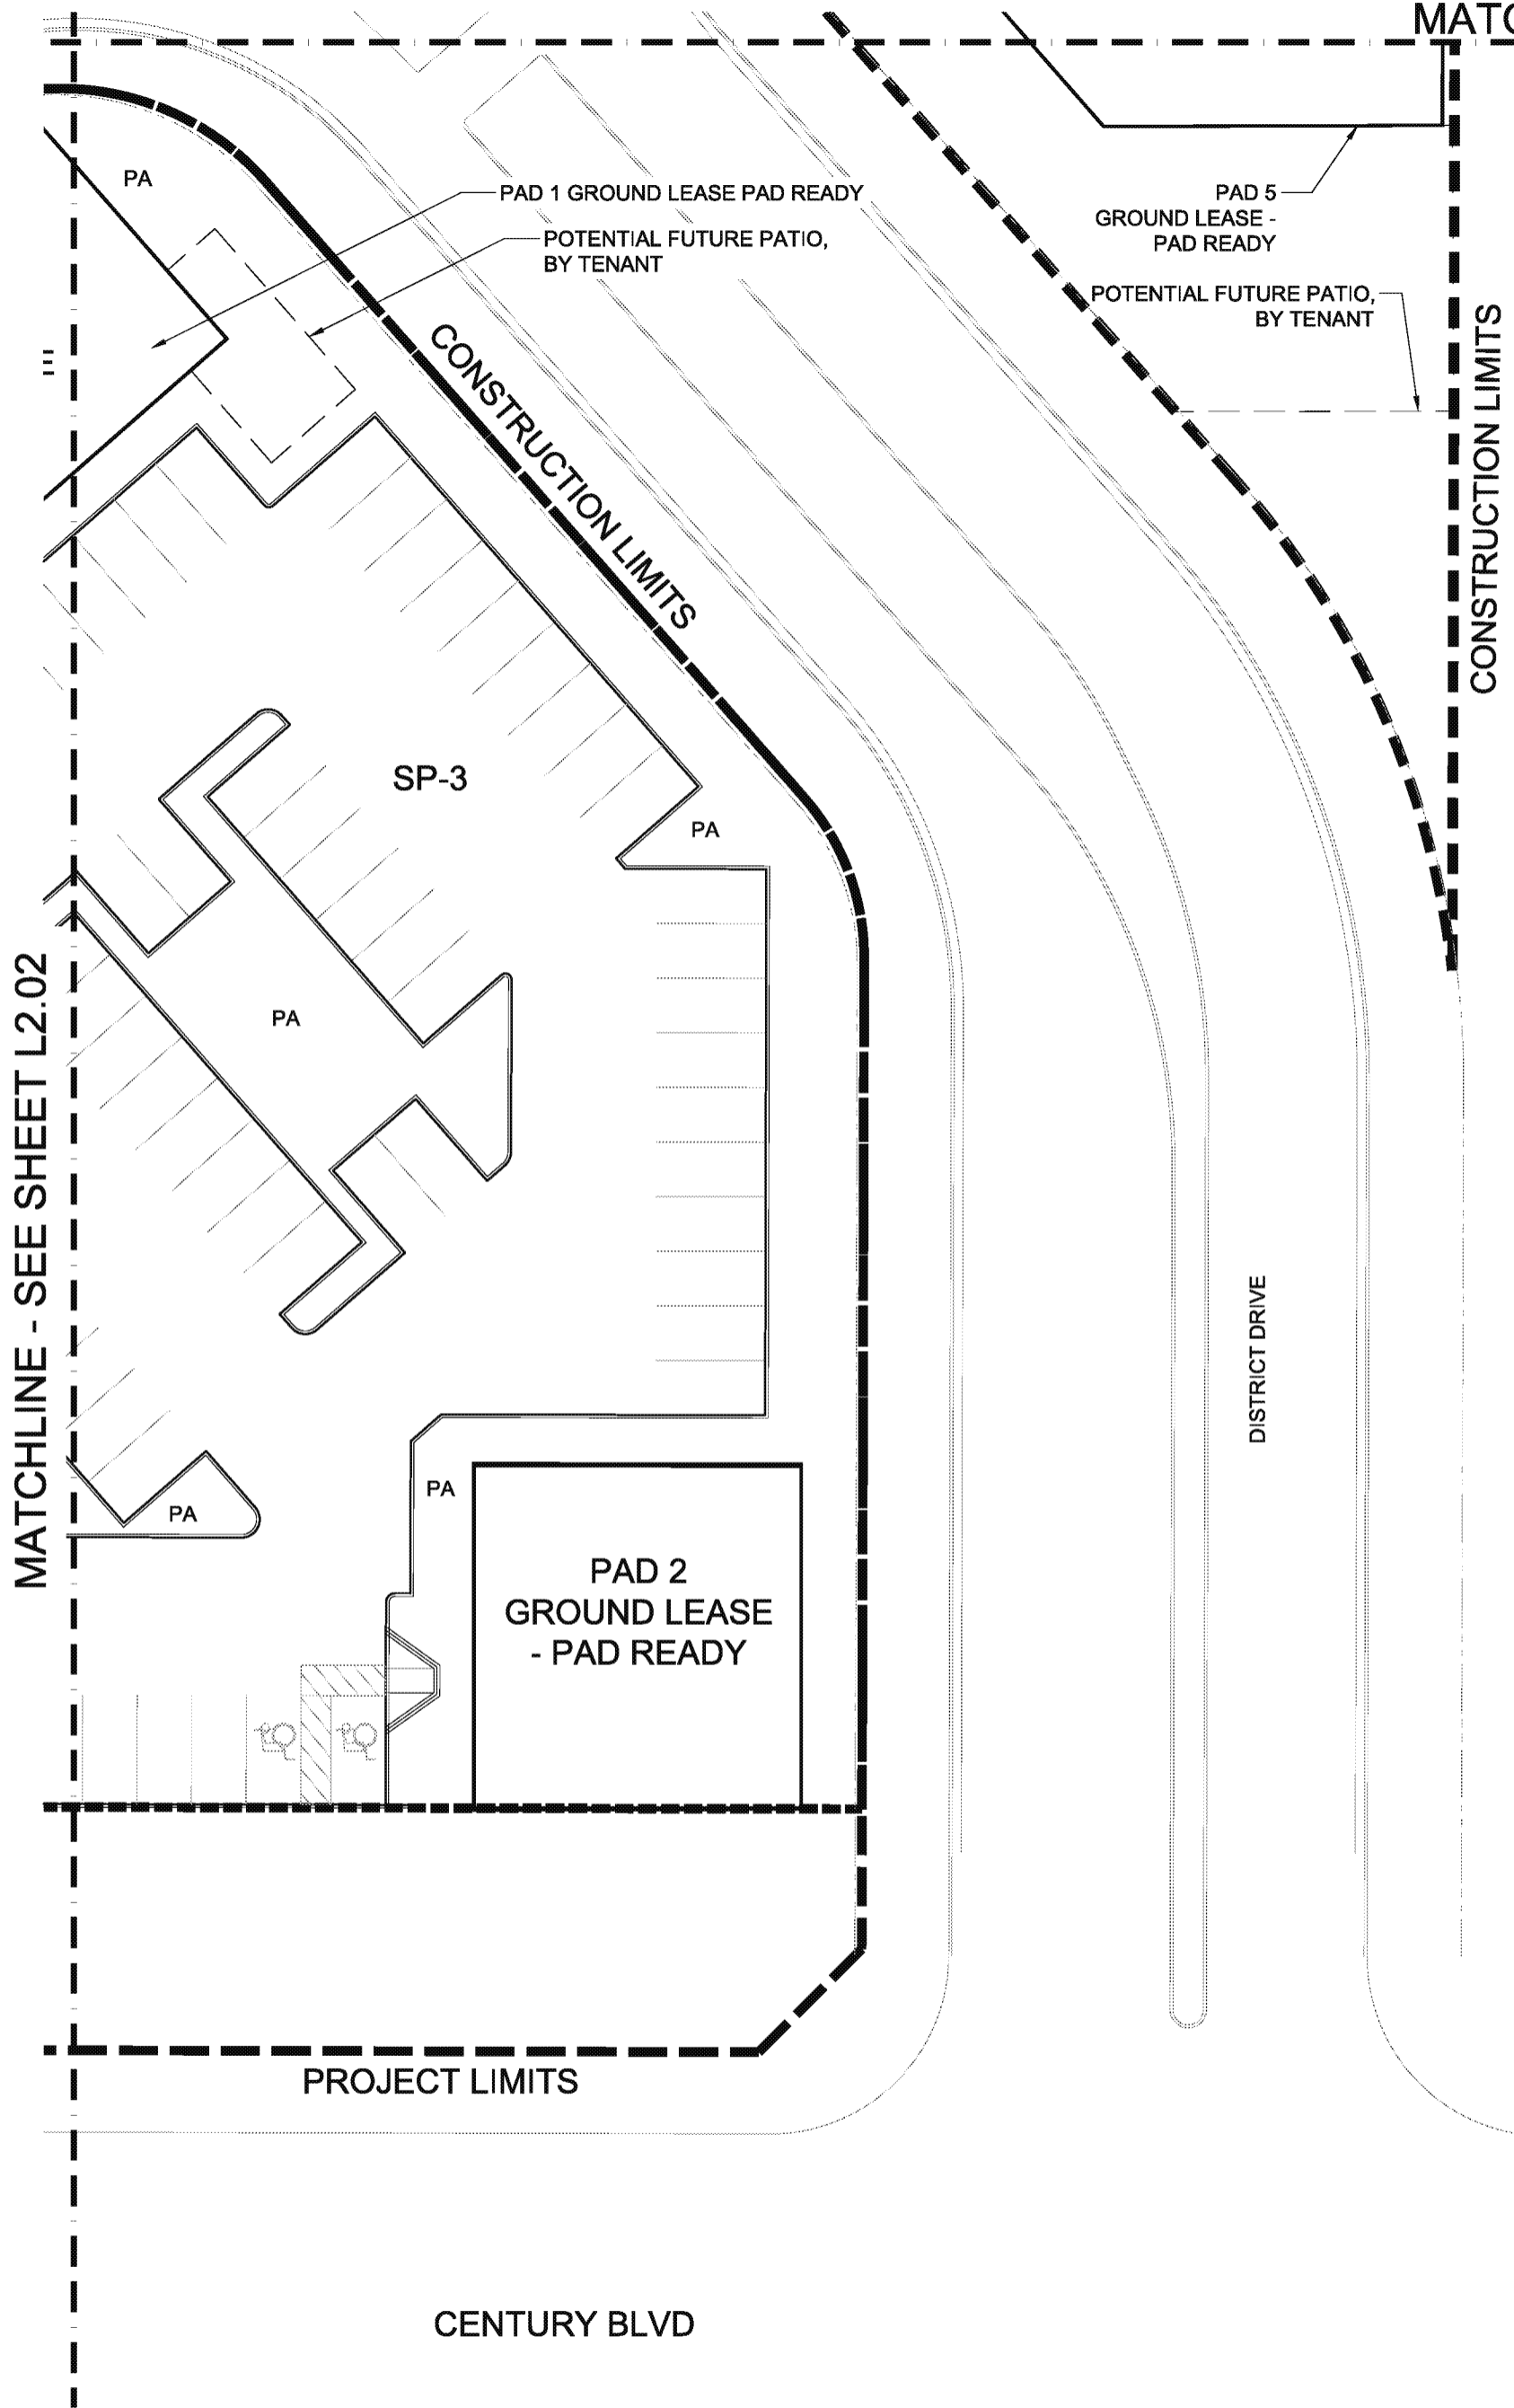 PA
PAD 1 GROUND LEASE PAD READY
POTENTIAL FUTURE PATIO,
BY TENANT
PAD 5
GROUND LEASE -
PAD READY
POTENTIAL FUTURE PATIO,
BY TENANT
CONSTRUCTION LIMITS
CONSTRUCTION LIMITS
SP-3
PA
PA
MATCHLINE - SEE SHEET L2.02
DISTRICT DRIVE
PA
PA
PAD 2
GROUND LEASE
- PAD READY
PROJECT LIMITS
CENTURY BLVD